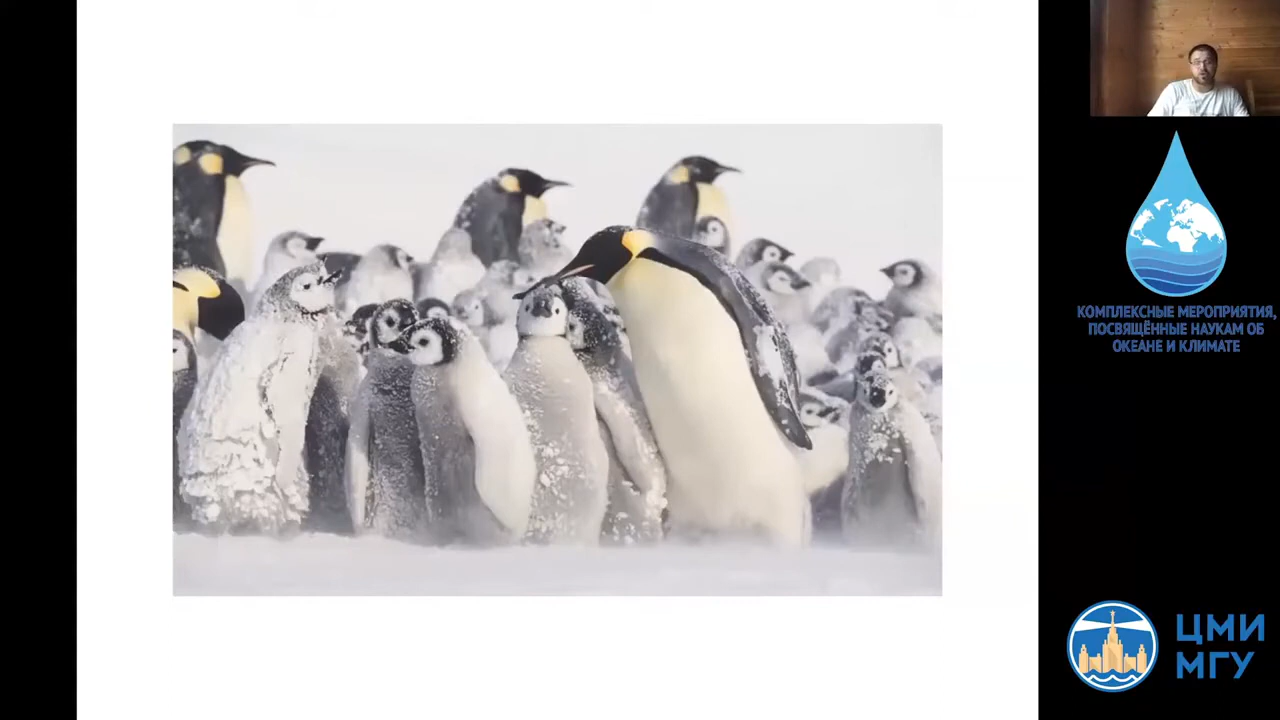 КОМПЛЕКСНЫЕ МЕРОПРИЯТИЯ,
ПОСВЯЩЁННЫЕ НАУКАМ ОБ
ОКЕАНЕ И КЛИМАТЕ
ЦМИ
МГУ